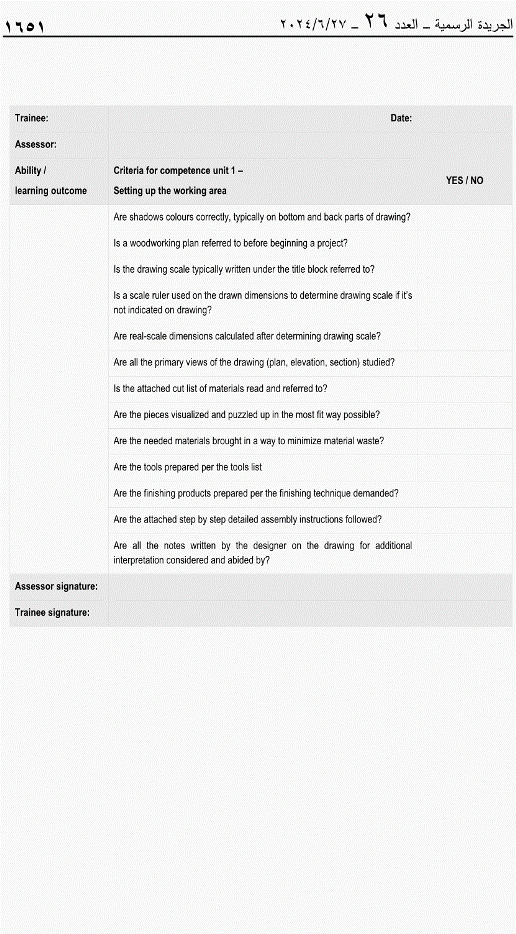 الجريدة الرسمية ــ العدد ٢٦ ــ ٢٠٢٤/٦/٢٧
١٦٥١
Trainee:
Date:
Assessor:
Ability /
learning outcome
Criteria for competence unit 1 –
Setting up the working area
YES / NO
Are shadows colours correctly, typically on bottom and back parts of drawing?
Is a woodworking plan referred to before beginning a project?
Is the drawing scale typically written under the title block referred to?
Is a scale ruler used on the drawn dimensions to determine drawing scale if it's
not indicated on drawing?
Are real-scale dimensions calculated after determining drawing scale?
Are all the primary views of the drawing (plan, elevation, section) studied?
Is the attached cut list of materials read and referred to?
Are the pieces visualized and puzzled up in the most fit way possible?
Are the needed materials brought in a way to minimize material waste?
Are the tools prepared per the tools list
Are the finishing products prepared per the finishing technique demanded?
Are the attached step by step detailed assembly instructions followed?
Are all the notes written by the designer on the drawing for additional
interpretation considered and abided by?
Assessor signature:
Trainee signature: